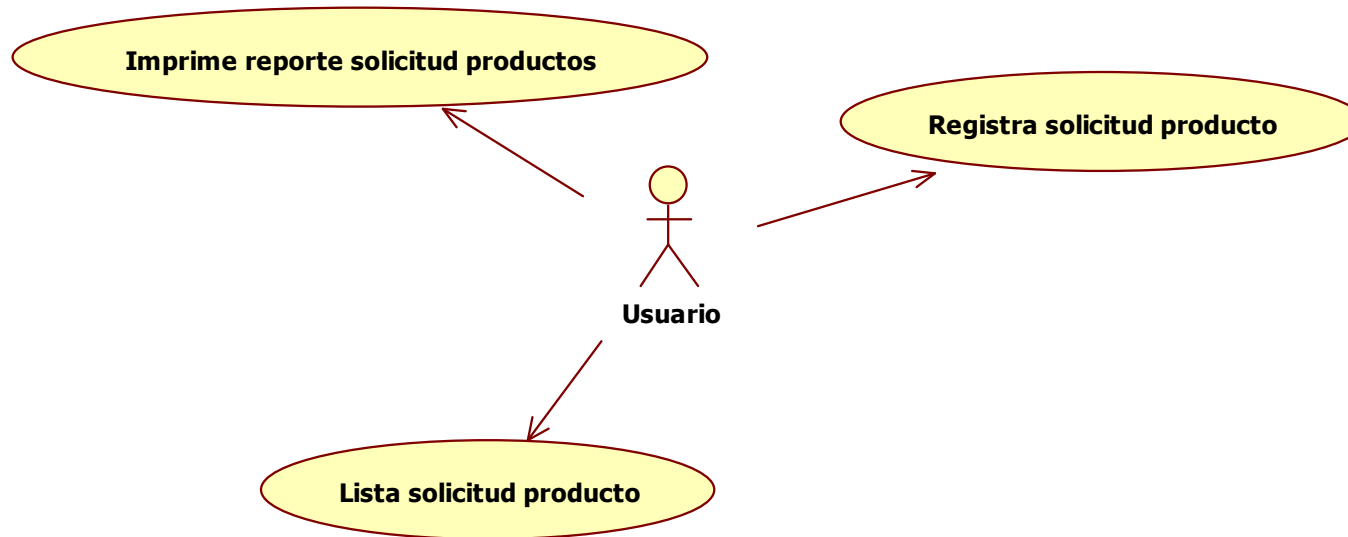 Imprime reporte solicitud productos
Registra solicitud producto
Usuario
Lista solicitud producto